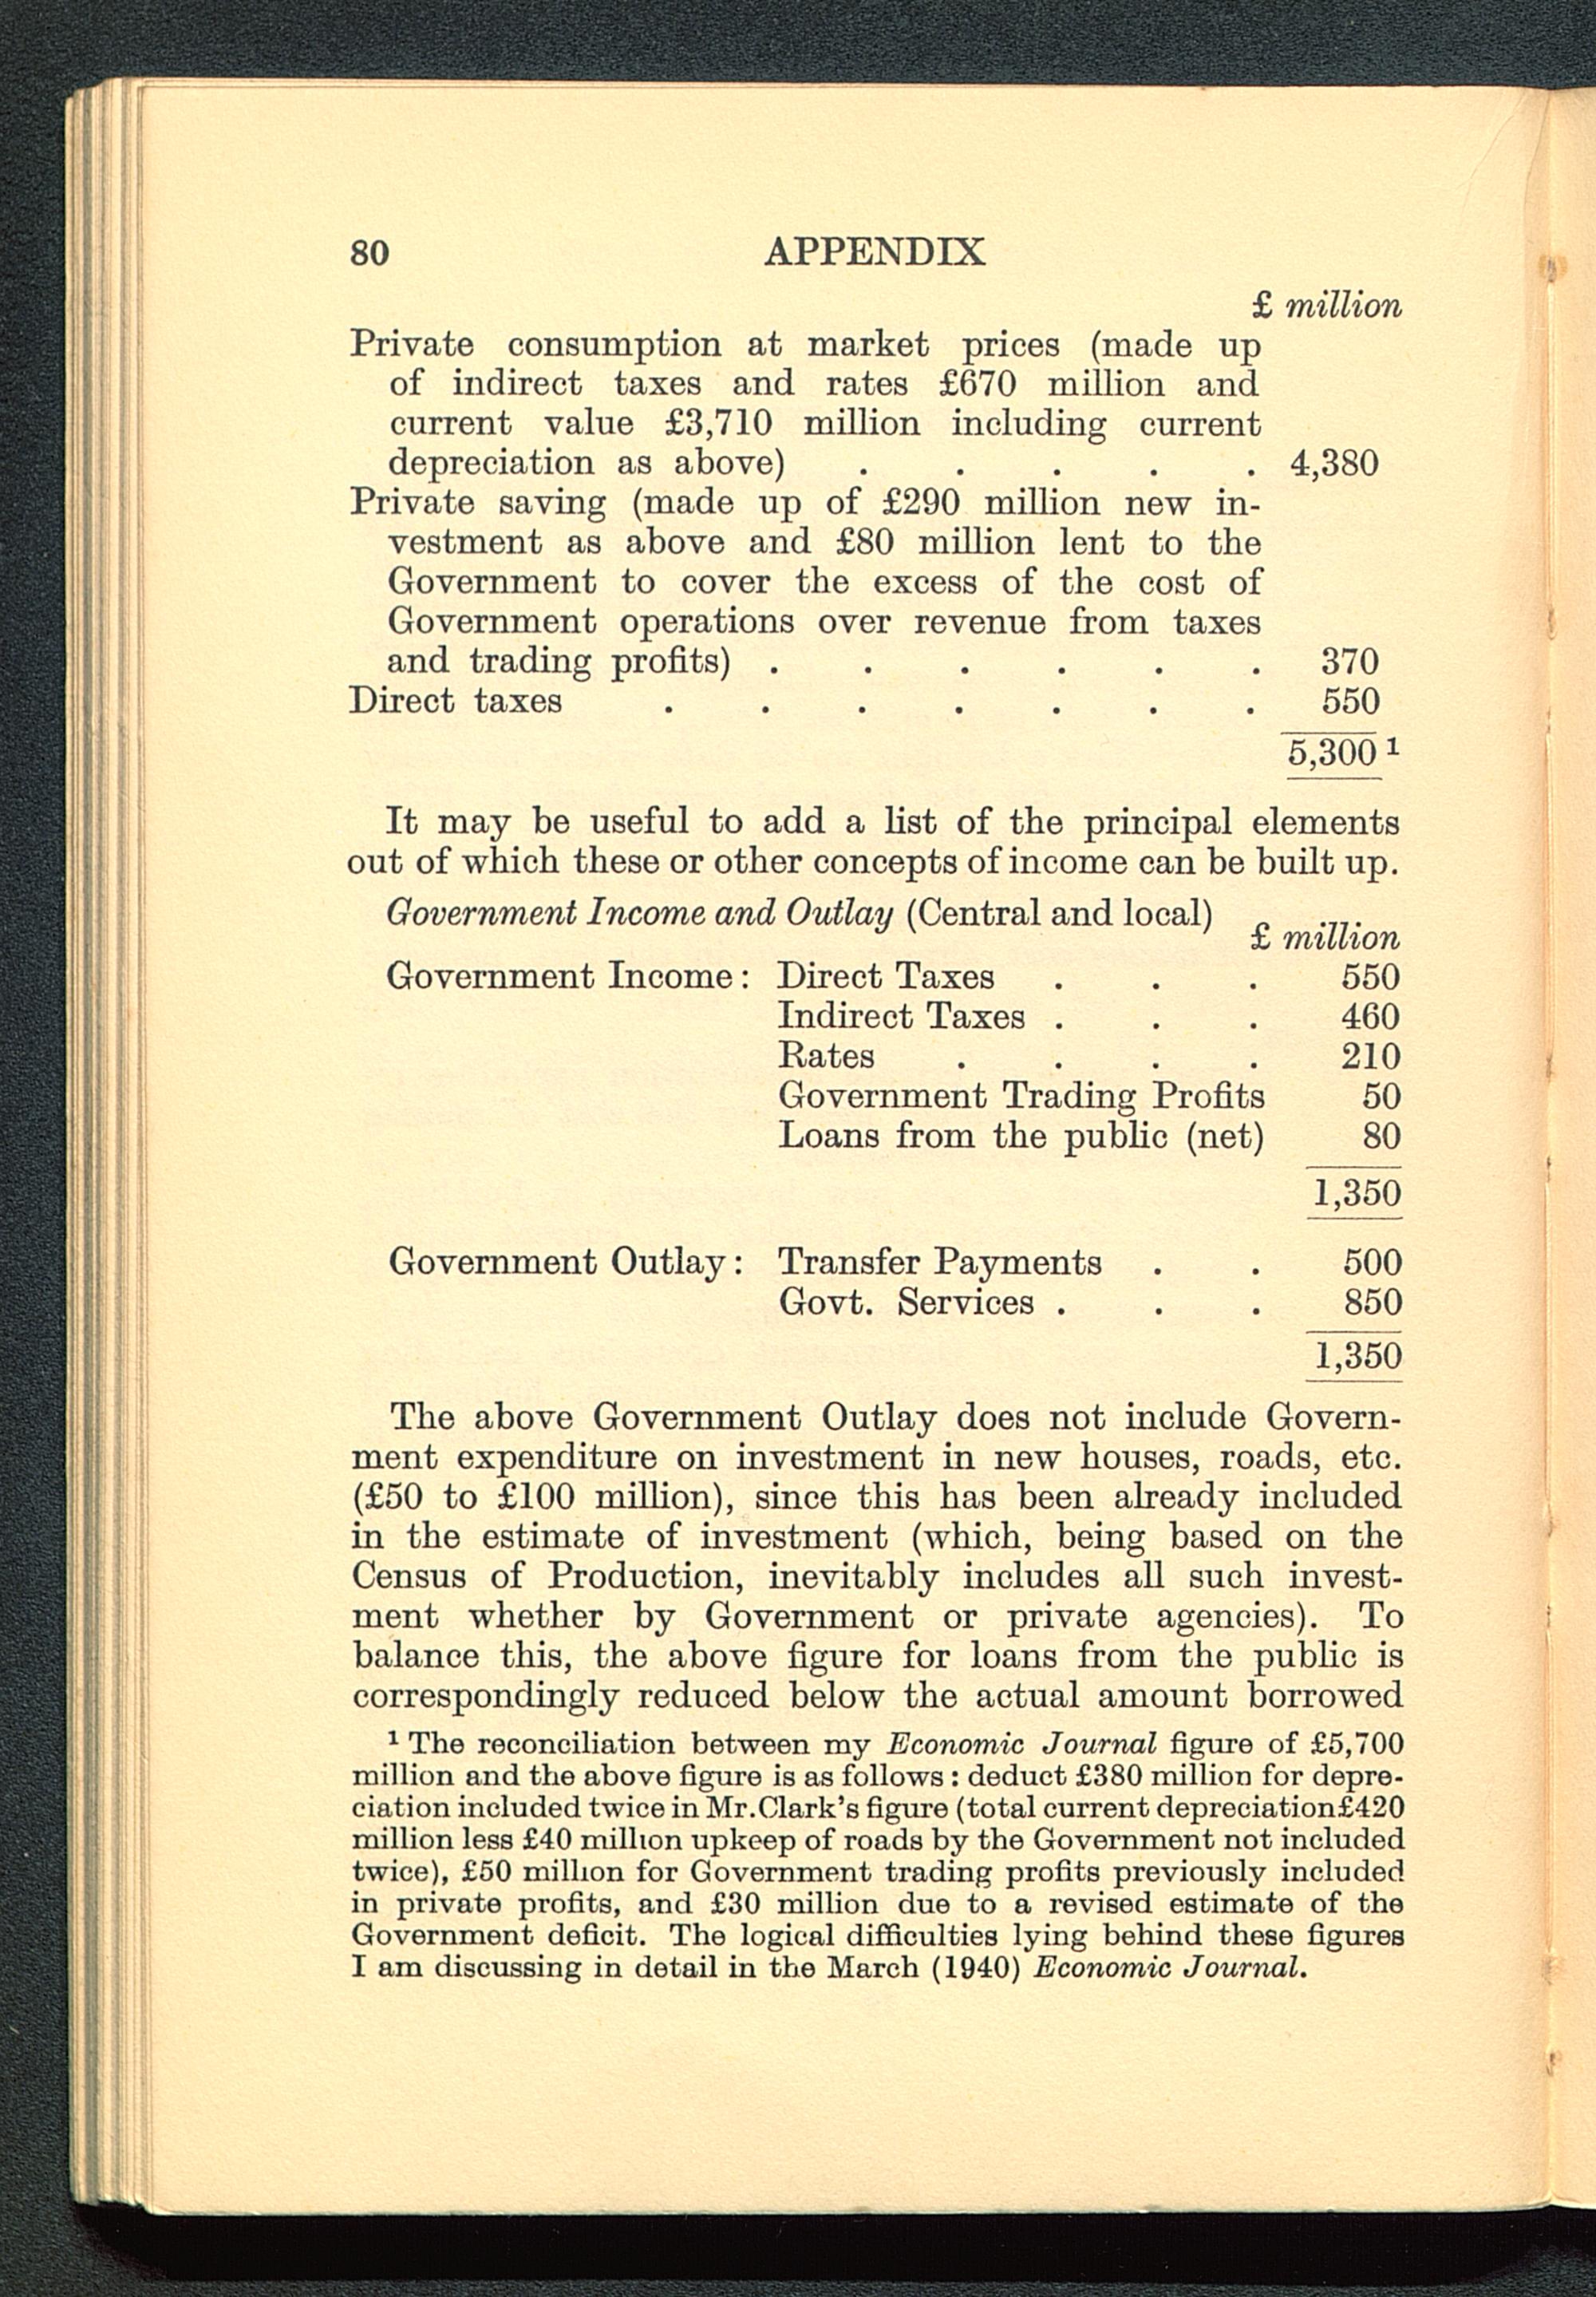 80 APPENDIX
£ million
Private consumption at market prices (made up
of indirect taxes and rates £670 million and
current value £3,710 million including current
depreciation as above) . . . . . 4,380
Private saving (made up of £290 million new in-
vestment as above and £80 million lent to the
Government to cover the excess of the cost of
Government operations over revenue from taxes
and trading profits) . . . . . . 370
Direct taxes . . . . . . . 550
5,300 ¹
It may be useful to add a list of the principal elements
out of which these or other concepts of income can be built up.
Government Income and Outlay (Central and local)
£ million
Government Income: Direct Taxes . . . 550
Indirect Taxes . . . 460
Rates . . . . 210
Government Trading Profits 50
Loans from the public (net) 80
1,350
Government Outlay: Transfer Payments . . 500
Govt. Services . . . 850
1,350
The above Government Outlay does not include Govern-
ment expenditure on investment in new houses, roads, etc.
(£50 to £100 million), since this has been already included
in the estimate of investment (which, being based on the
Census of Production, inevitably includes all such invest-
ment whether by Government or private agencies). To
balance this, the above figure for loans from the public is
correspondingly reduced below the actual amount borrowed
¹ The reconciliation between my Economic Journal figure of £5,700
million and the above figure is as follows: deduct £380 million for depre-
ciation included twice in Mr. Clark's figure (total current depreciation £420
million less £40 million upkeep of roads by the Government not included
twice), £50 million for Government trading profits previously included
in private profits, and £30 million due to a revised estimate of the
Government deficit. The logical difficulties lying behind these figures
I am discussing in detail in the March (1940) Economic Journal.